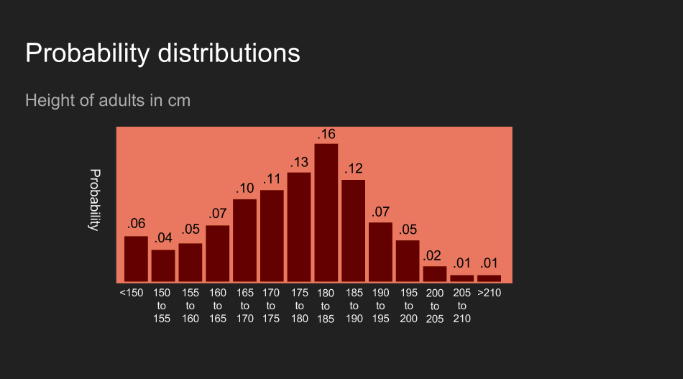 Probability distributions
Height of adults in cm
Probability
.06
.04
.05
.07
.10
.11
.13
.16
.12
.07
.05
.02
.01
.01
<150
150 to 155
155 to 160
160 to 165
165 to 170
170 to 175
175 to 180
180 to 185
185 to 190
190 to 195
195 to 200
200 to 205
205 to 210
>210